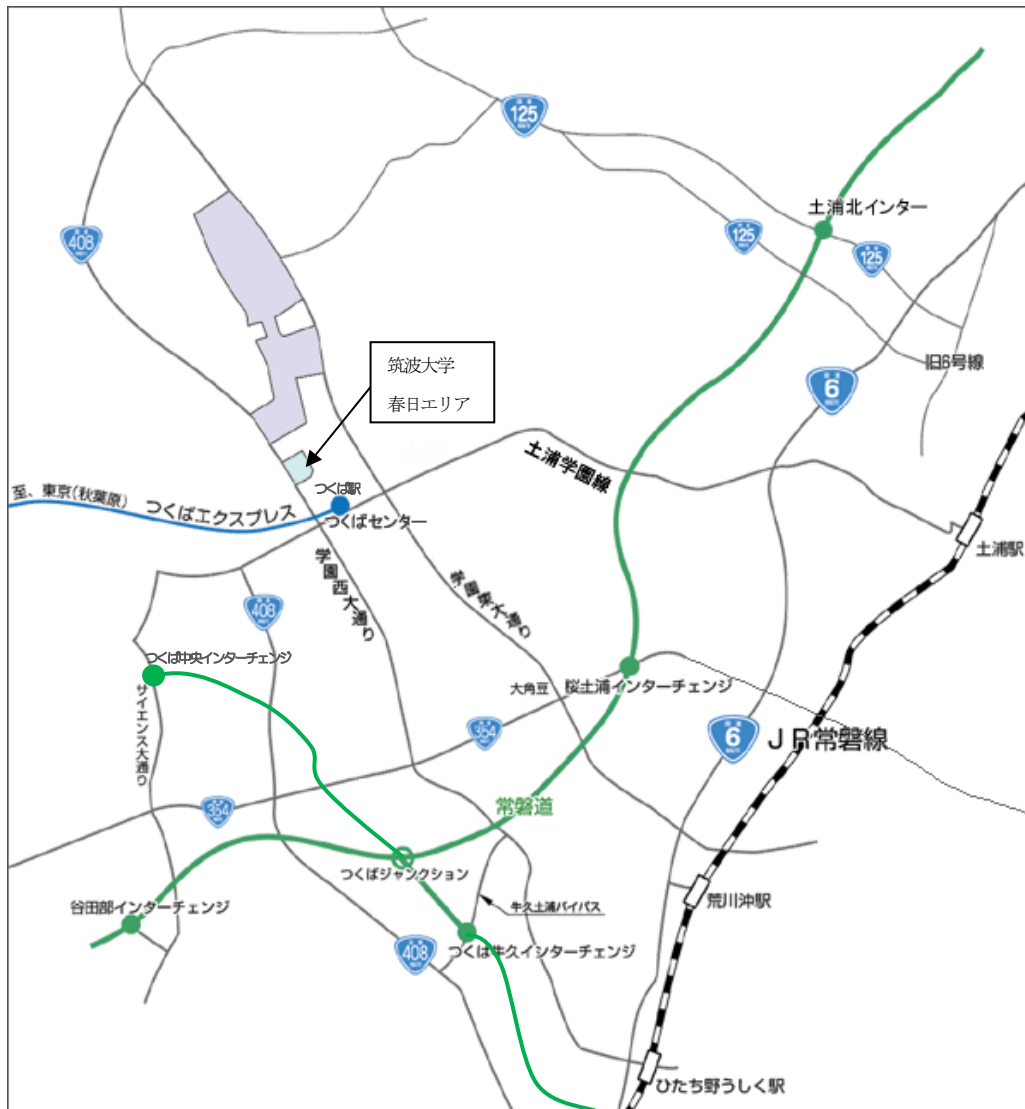 125
土浦北インター
408
125
125
筑波大学
春日エリア
6
旧6号線
土浦学園線
つくば駅
至、東京(秋葉原)
つくばエクスプレス
つくばセンター
土浦駅
学園西大通り
学園東大通り
408
つくば中央インターチェンジ
大角豆
桜土浦インターチェンジ
サイエンス大通り
354
6
JR常磐線
354
常磐道
つくばジャンクション
谷田部インターチェンジ
牛久土浦バイパス
荒川沖駅
408
つくば牛久インターチェンジ
ひたち野うしく駅